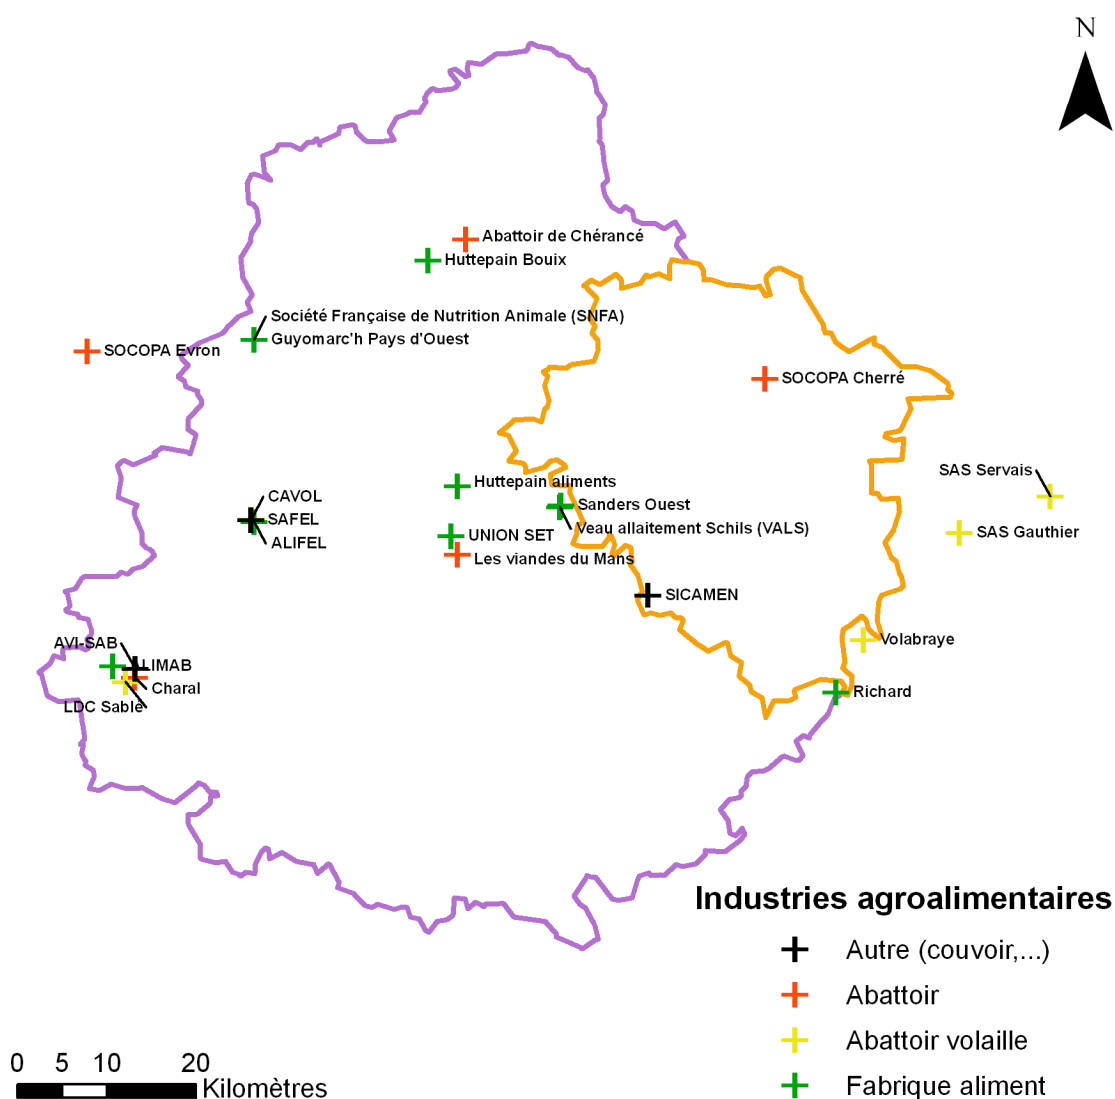 N
Abattoir de Chérancé
Huttepain Bouix
Société Française de Nutrition Animale (SNFA)
Guyomarc'h Pays d'Ouest
SOCOPA Evron
SOCOPA Cherré
SAS Servais
Huttepain aliments
CAVOL
Sanders Ouest
SAFEL
Veau allaitement Schils (VALS)
SAS Gauthier
UNION SET
ALIFEL
Les viandes du Mans
SICAMEN
Volabraye
AVI-SAB
LIMAB
Charal
Richard
LDC Sablé
Industries agroalimentaires
Autre (couvoir,...)
Abattoir
Abattoir volaille
Fabrique aliment
0 5 10 20
Kilomètres